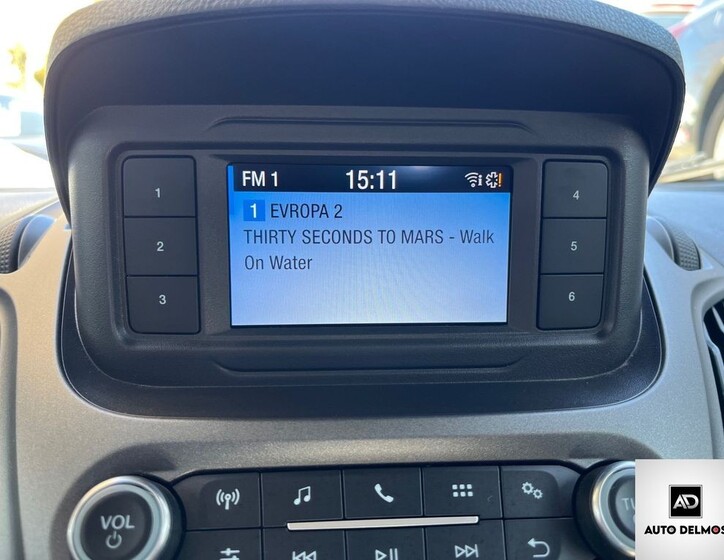 FM 1 15:11
1 EVROPA 2
THIRTY SECONDS TO MARS - Walk
On Water
1
2
3
4
5
6
VOL
AD
AUTO DELMOS